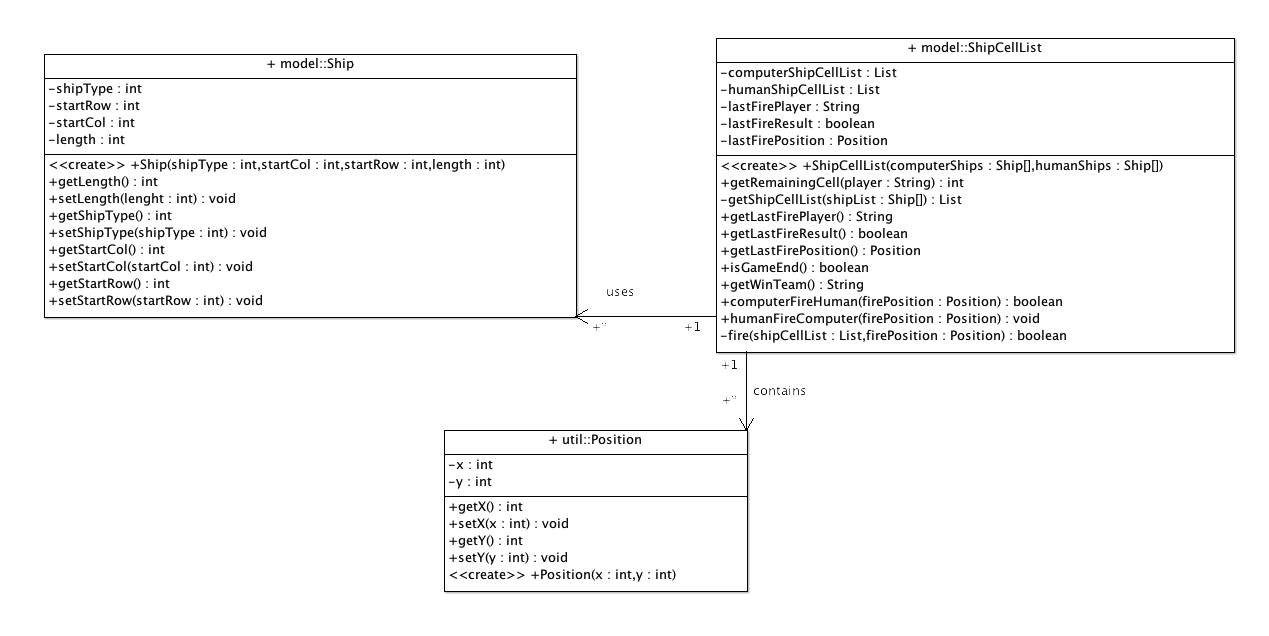 + model::Ship
-shipType : int
-startRow : int
-startCol : int
-length : int
<<create>> +Ship(shipType : int,startCol : int,startRow : int,length : int)
+getLength() : int
+setLength(lenght : int) : void
+getShipType() : int
+setShipType(shipType : int) : void
+getStartCol() : int
+setStartCol(startCol : int) : void
+getStartRow() : int
+setStartRow(startRow : int) : void
+ model::ShipCellList
-computerShipCellList : List
-humanShipCellList : List
-lastFirePlayer : String
-lastFireResult : boolean
-lastFirePosition : Position
<<create>> +ShipCellList(computerShips : Ship[],humanShips : Ship[])
+getRemainingCell(player : String) : int
-getShipCellList(shipList : Ship[]) : List
+getLastFirePlayer() : String
+getLastFireResult() : boolean
+getLastFirePosition() : Position
+isGameEnd() : boolean
+getWinTeam() : String
+computerFireHuman(firePosition : Position) : boolean
+humanFireComputer(firePosition : Position) : void
-fire(shipCellList : List,firePosition : Position) : boolean
uses
+* +1
+1
contains
+*
+ util::Position
-x : int
-y : int
+getX() : int
+setX(x : int) : void
+getY() : int
+setY(y : int) : void
<<create>> +Position(x : int,y : int)